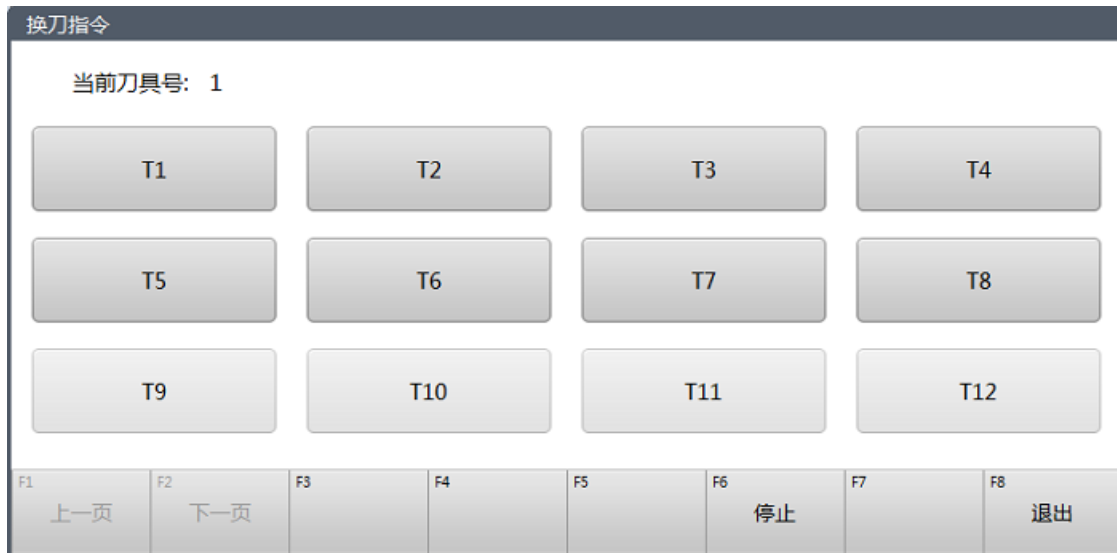 换刀指令
当前刀具号: 1
T1 T2 T3 T4
T5 T6 T7 T8
T9 T10 T11 T12
F1 F2 F3 F4 F5 F6 F7 F8
上一页 下一页 停止 退出